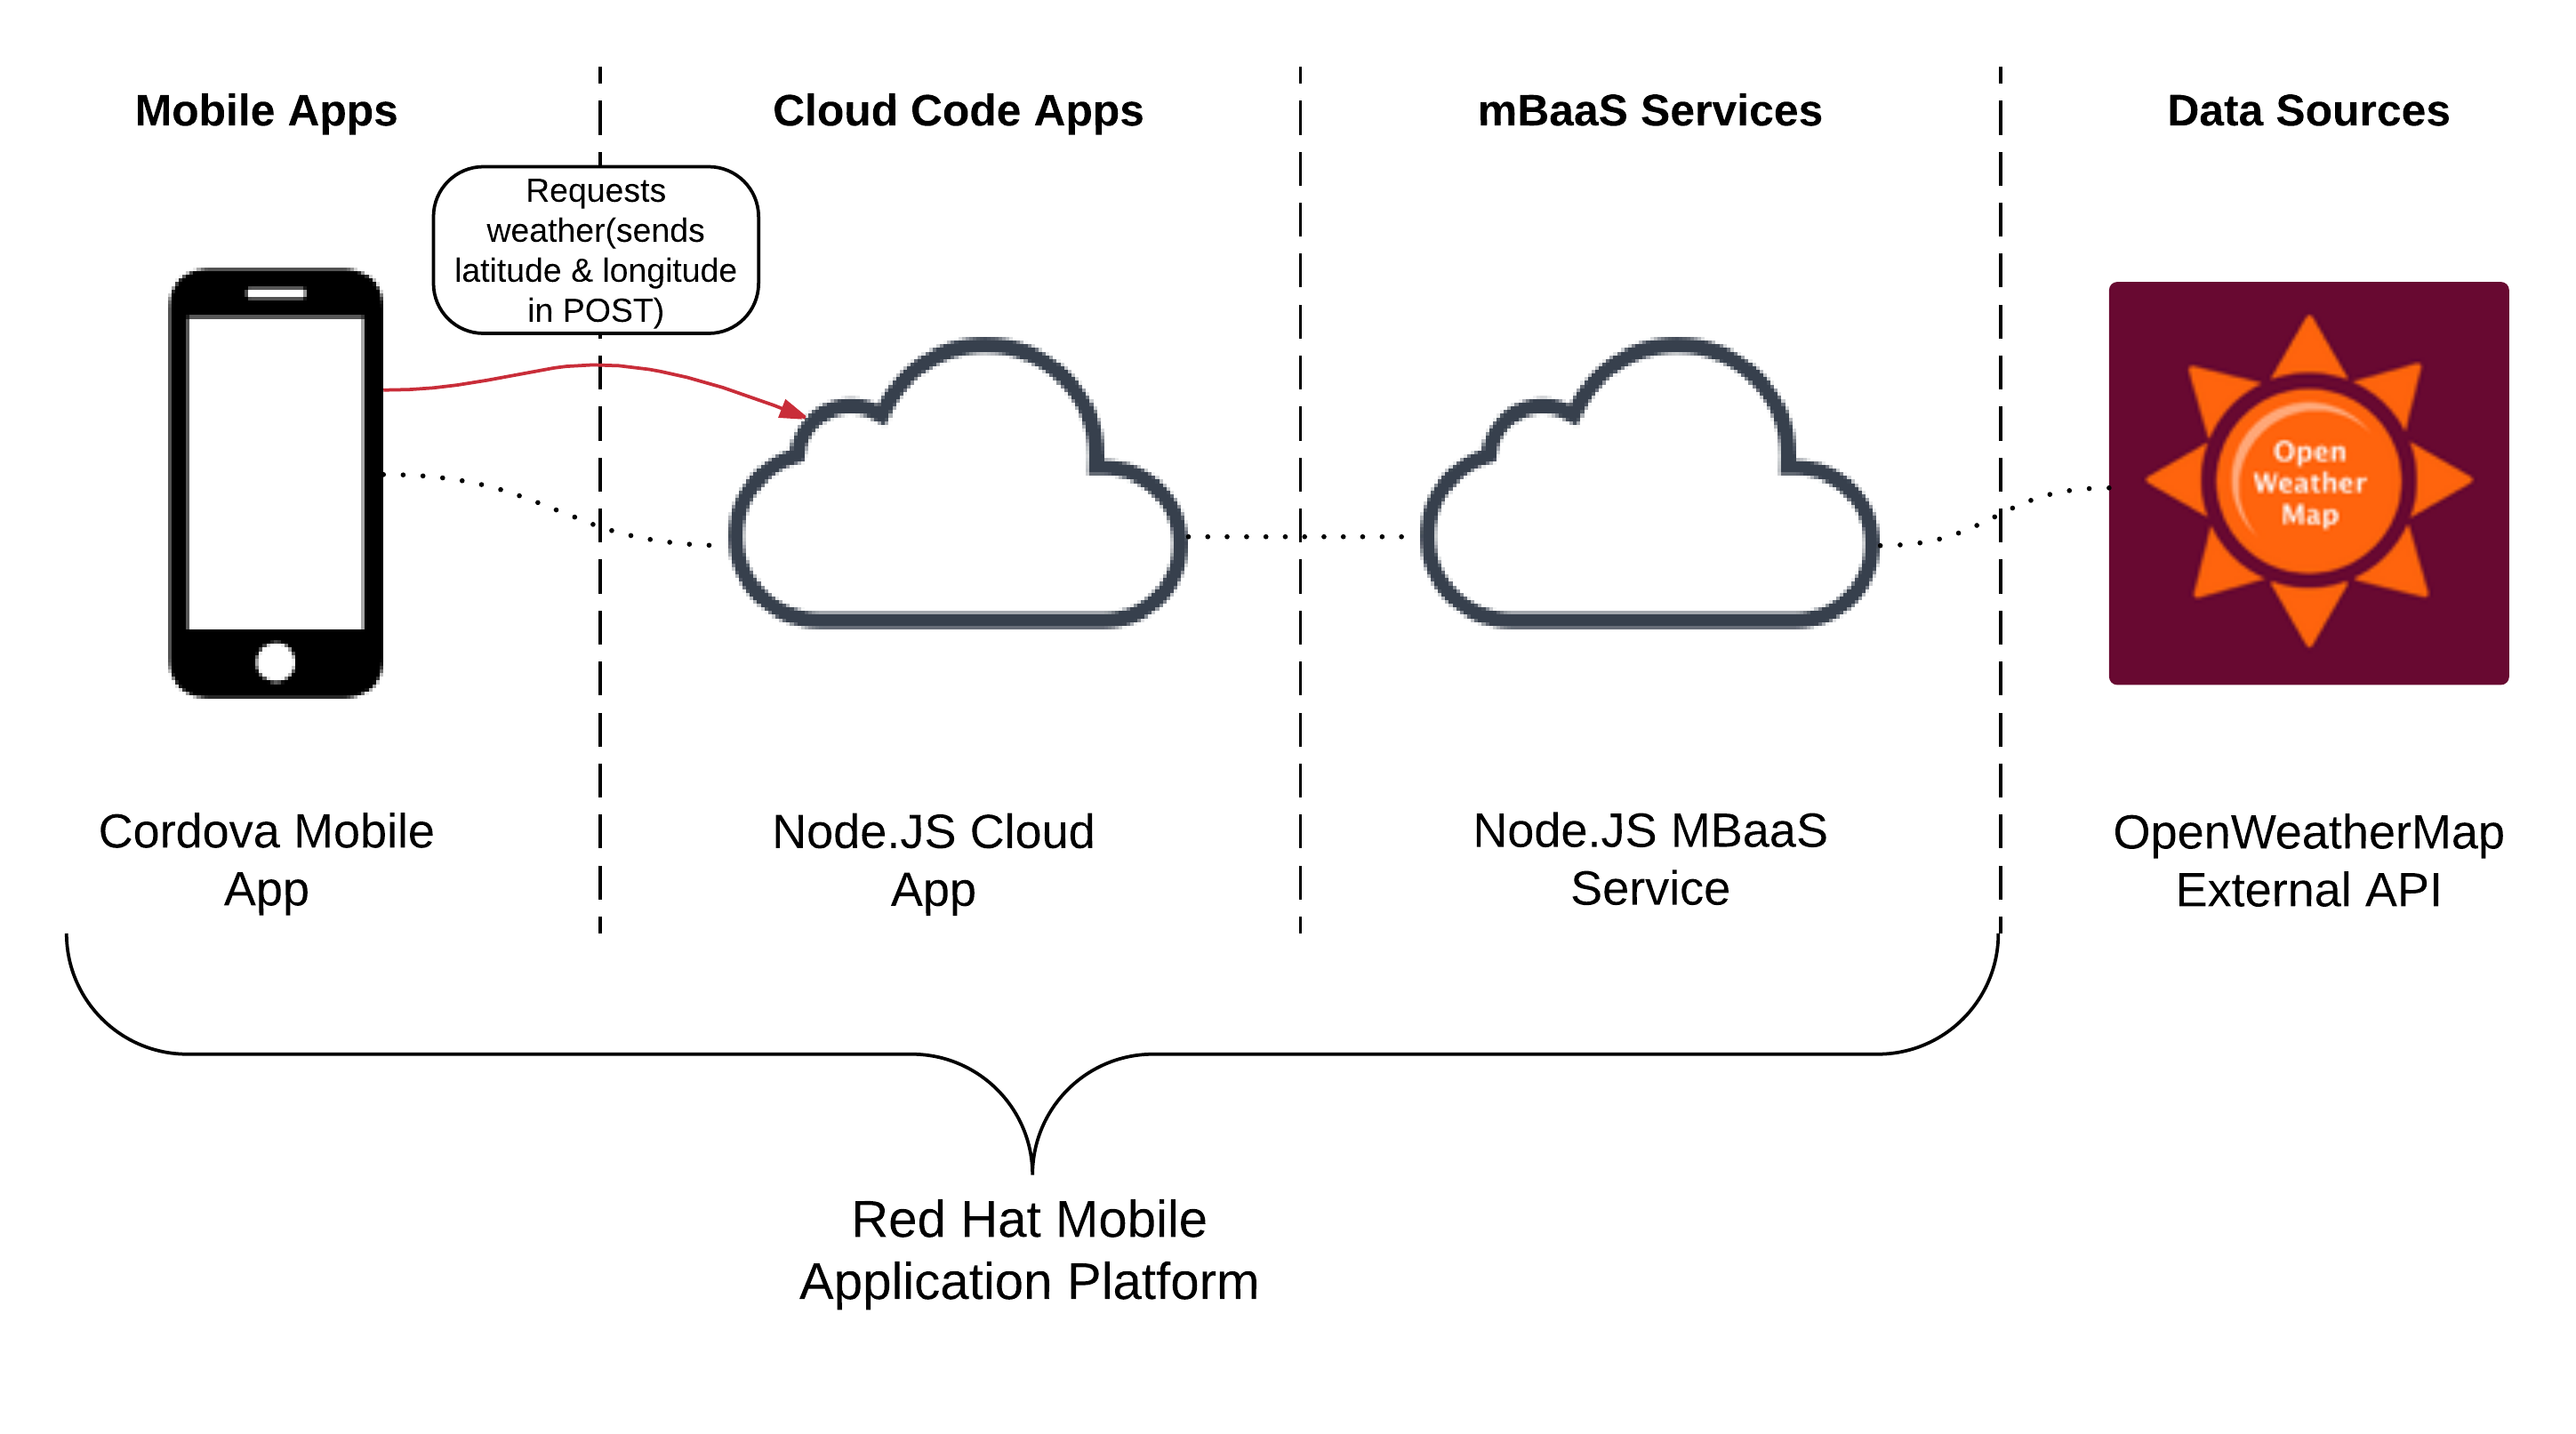 Mobile Apps
Cloud Code Apps
mBaaS Services
Data Sources
Requests
weather(sends
latitude & longitude
in POST)
Open
Weather
Map
Cordova Mobile
App
Node.JS Cloud
App
Node.JS MBaaS
Service
OpenWeatherMap
External API
Red Hat Mobile
Application Platform